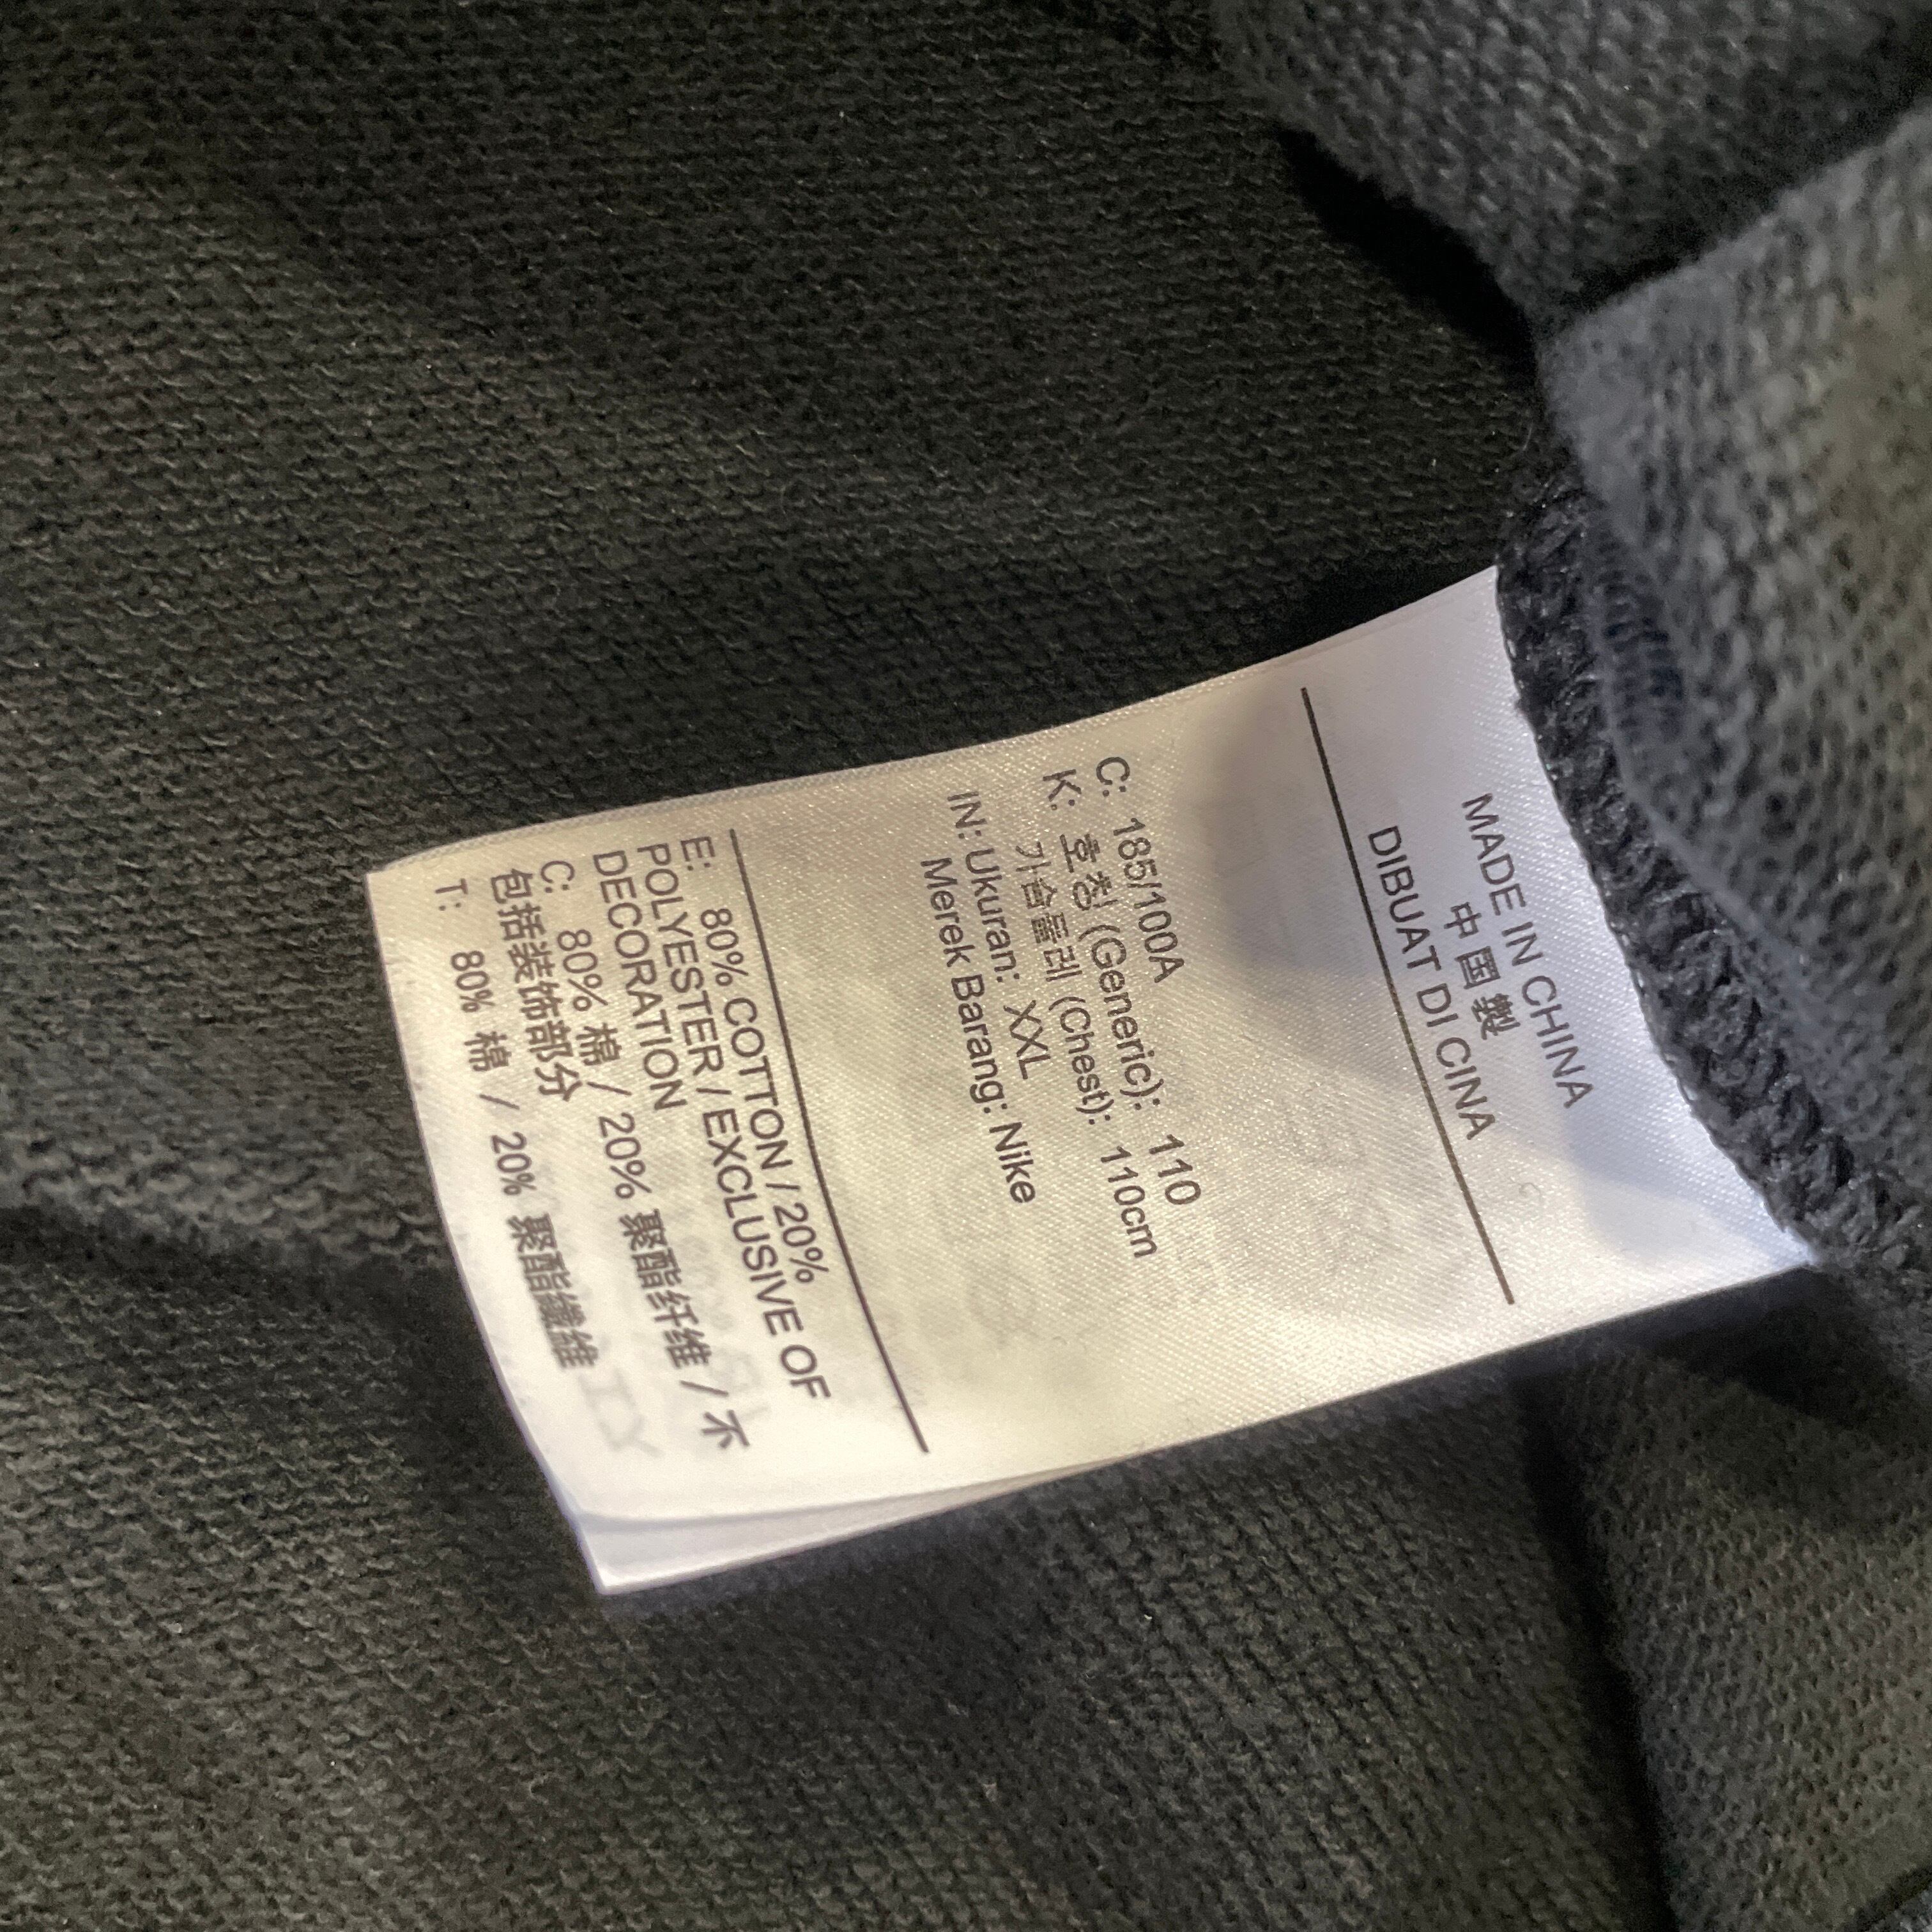 MADE IN CHINA
中 国 製
DIBUAT DI CINA
C: 185/100A
K: 호칭 (Generic): 110
가슴둘레 (Chest): 110cm
IN: Ukuran: XXL
Merek Barang: Nike
E: 80% COTTON / 20%
POLYESTER / EXCLUSIVE OF
DECORATION
C: 80% 棉 / 20% 聚酯纤维 / 不
包括装饰部分
T: 80% 棉 / 20% 聚酯纖維